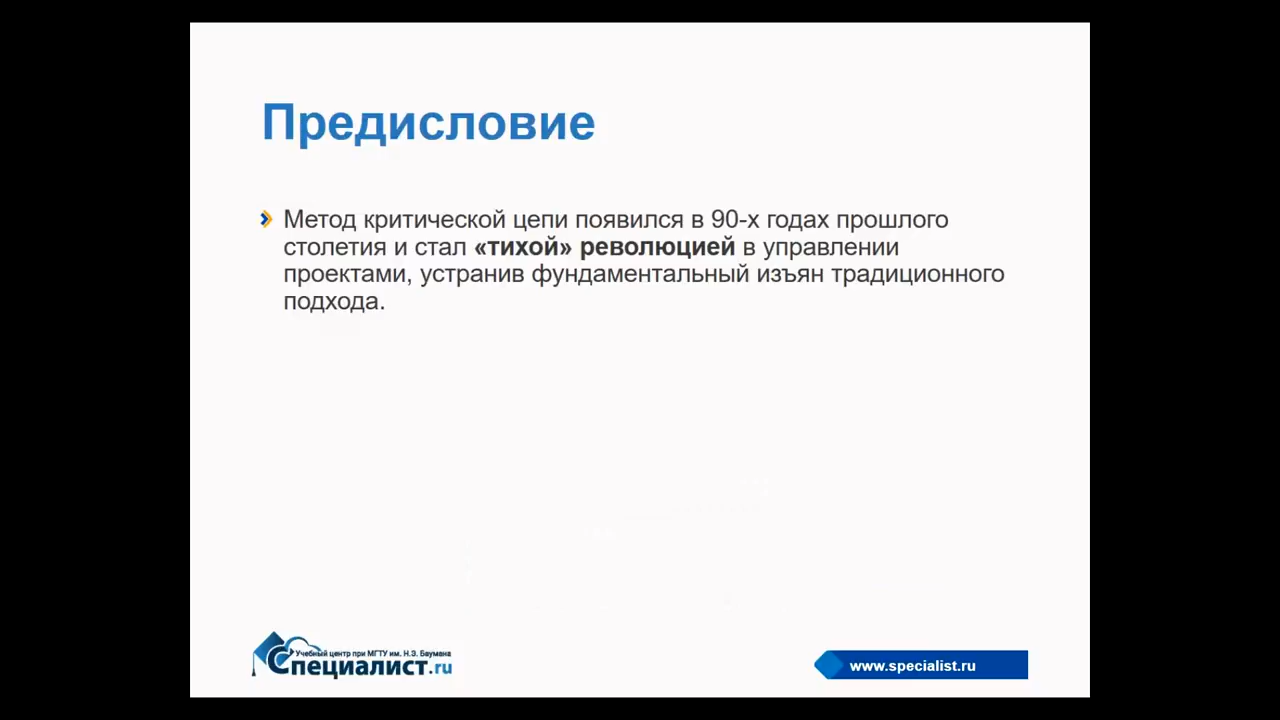 Предисловие
Метод критической цепи появился в 90-х годах прошлого
столетия и стал «тихой» революцией в управлении
проектами, устранив фундаментальный изъян традиционного
подхода.
Учебный центр при МГТУ им. Н.Э. Баумана
Специалист.ru
www.specialist.ru